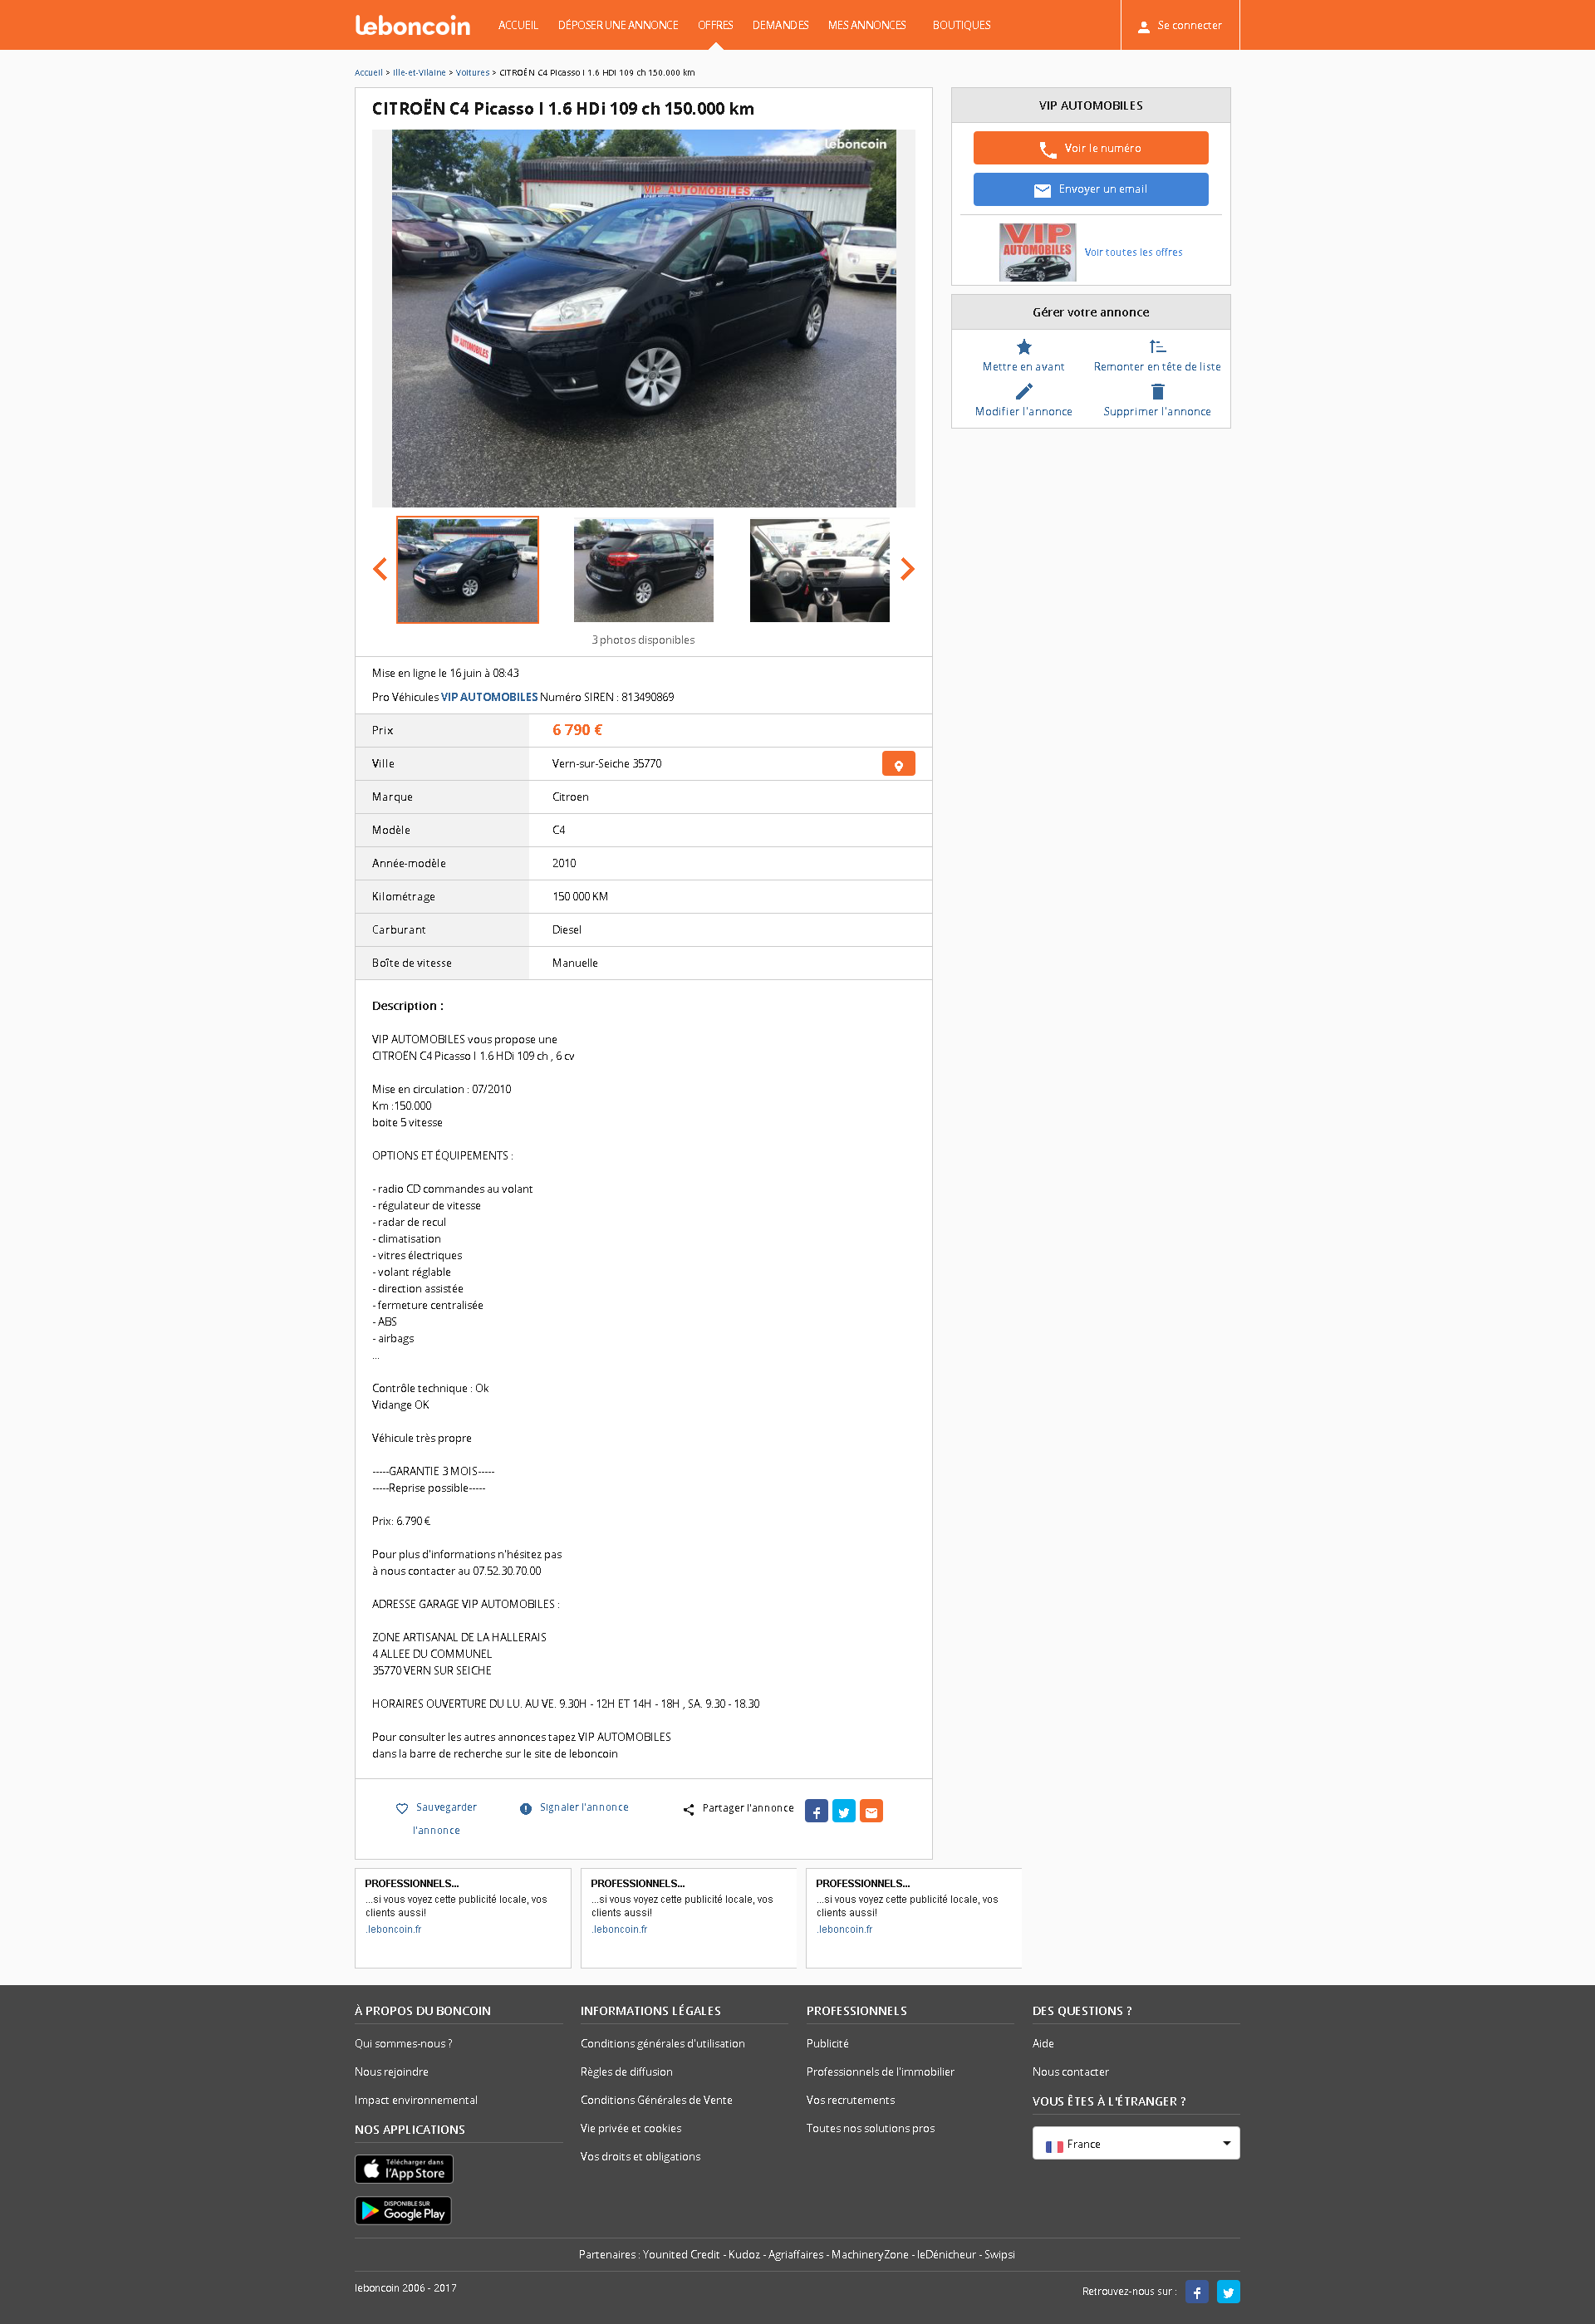 leboncoin
ACCUEIL DÉPOSER UNE ANNONCE OFFRES DEMANDES MES ANNONCES BOUTIQUES
Se connecter
Accueil > Ille-et-Vilaine > Voitures > CITROËN C4 Picasso I 1.6 HDi 109 ch 150.000 km
CITROËN C4 Picasso I 1.6 HDi 109 ch 150.000 km
leboncoin
VIP AUTOMOBILES
VIP AUTOMOBILES
3 photos disponibles
Mise en ligne le 16 juin à 08:43
Pro Véhicules VIP AUTOMOBILES Numéro SIREN : 813490869
Prix 6 790 €
Ville Vern-sur-Seiche 35770
Marque Citroen
Modèle C4
Année-modèle 2010
Kilométrage 150 000 KM
Carburant Diesel
Boîte de vitesse Manuelle
Description :
VIP AUTOMOBILES vous propose une
CITROËN C4 Picasso I 1.6 HDi 109 ch , 6 cv
Mise en circulation : 07/2010
Km :150.000
boite 5 vitesse
OPTIONS ET ÉQUIPEMENTS :
- radio CD commandes au volant
- régulateur de vitesse
- radar de recul
- climatisation
- vitres électriques
- volant réglable
- direction assistée
- fermeture centralisée
- ABS
- airbags
...
Contrôle technique : Ok
Vidange OK
Véhicule très propre
-----GARANTIE 3 MOIS-----
-----Reprise possible-----
Prix: 6.790 €
Pour plus d'informations n'hésitez pas
à nous contacter au 07.52.30.70.00
ADRESSE GARAGE VIP AUTOMOBILES :
ZONE ARTISANAL DE LA HALLERAIS
4 ALLEE DU COMMUNEL
35770 VERN SUR SEICHE
HORAIRES OUVERTURE DU LU. AU VE. 9.30H - 12H ET 14H - 18H , SA. 9.30 - 18.30
Pour consulter les autres annonces tapez VIP AUTOMOBILES
dans la barre de recherche sur le site de leboncoin
Sauvegarder
l'annonce
Signaler l'annonce
Partager l'annonce
VIP AUTOMOBILES
Voir le numéro
Envoyer un email
VIP
AUTOMOBILES
Voir toutes les offres
Gérer votre annonce
Mettre en avant
Remonter en tête de liste
Modifier l'annonce
Supprimer l'annonce
PROFESSIONNELS...
...si vous voyez cette publicité locale, vos
clients aussi!
.leboncoin.fr
PROFESSIONNELS...
...si vous voyez cette publicité locale, vos
clients aussi!
.leboncoin.fr
PROFESSIONNELS...
...si vous voyez cette publicité locale, vos
clients aussi!
.leboncoin.fr
À PROPOS DU BONCOIN
Qui sommes-nous ?
Nous rejoindre
Impact environnemental
NOS APPLICATIONS
Télécharger dans
l'App Store
DISPONIBLE SUR
Google Play
INFORMATIONS LÉGALES
Conditions générales d'utilisation
Règles de diffusion
Conditions Générales de Vente
Vie privée et cookies
Vos droits et obligations
PROFESSIONNELS
Publicité
Professionnels de l'immobilier
Vos recrutements
Toutes nos solutions pros
DES QUESTIONS ?
Aide
Nous contacter
VOUS ÊTES À L'ÉTRANGER ?
France
Partenaires : Younited Credit - Kudoz - Agriaffaires - MachineryZone - leDénicheur - Swipsi
leboncoin 2006 - 2017
Retrouvez-nous sur :